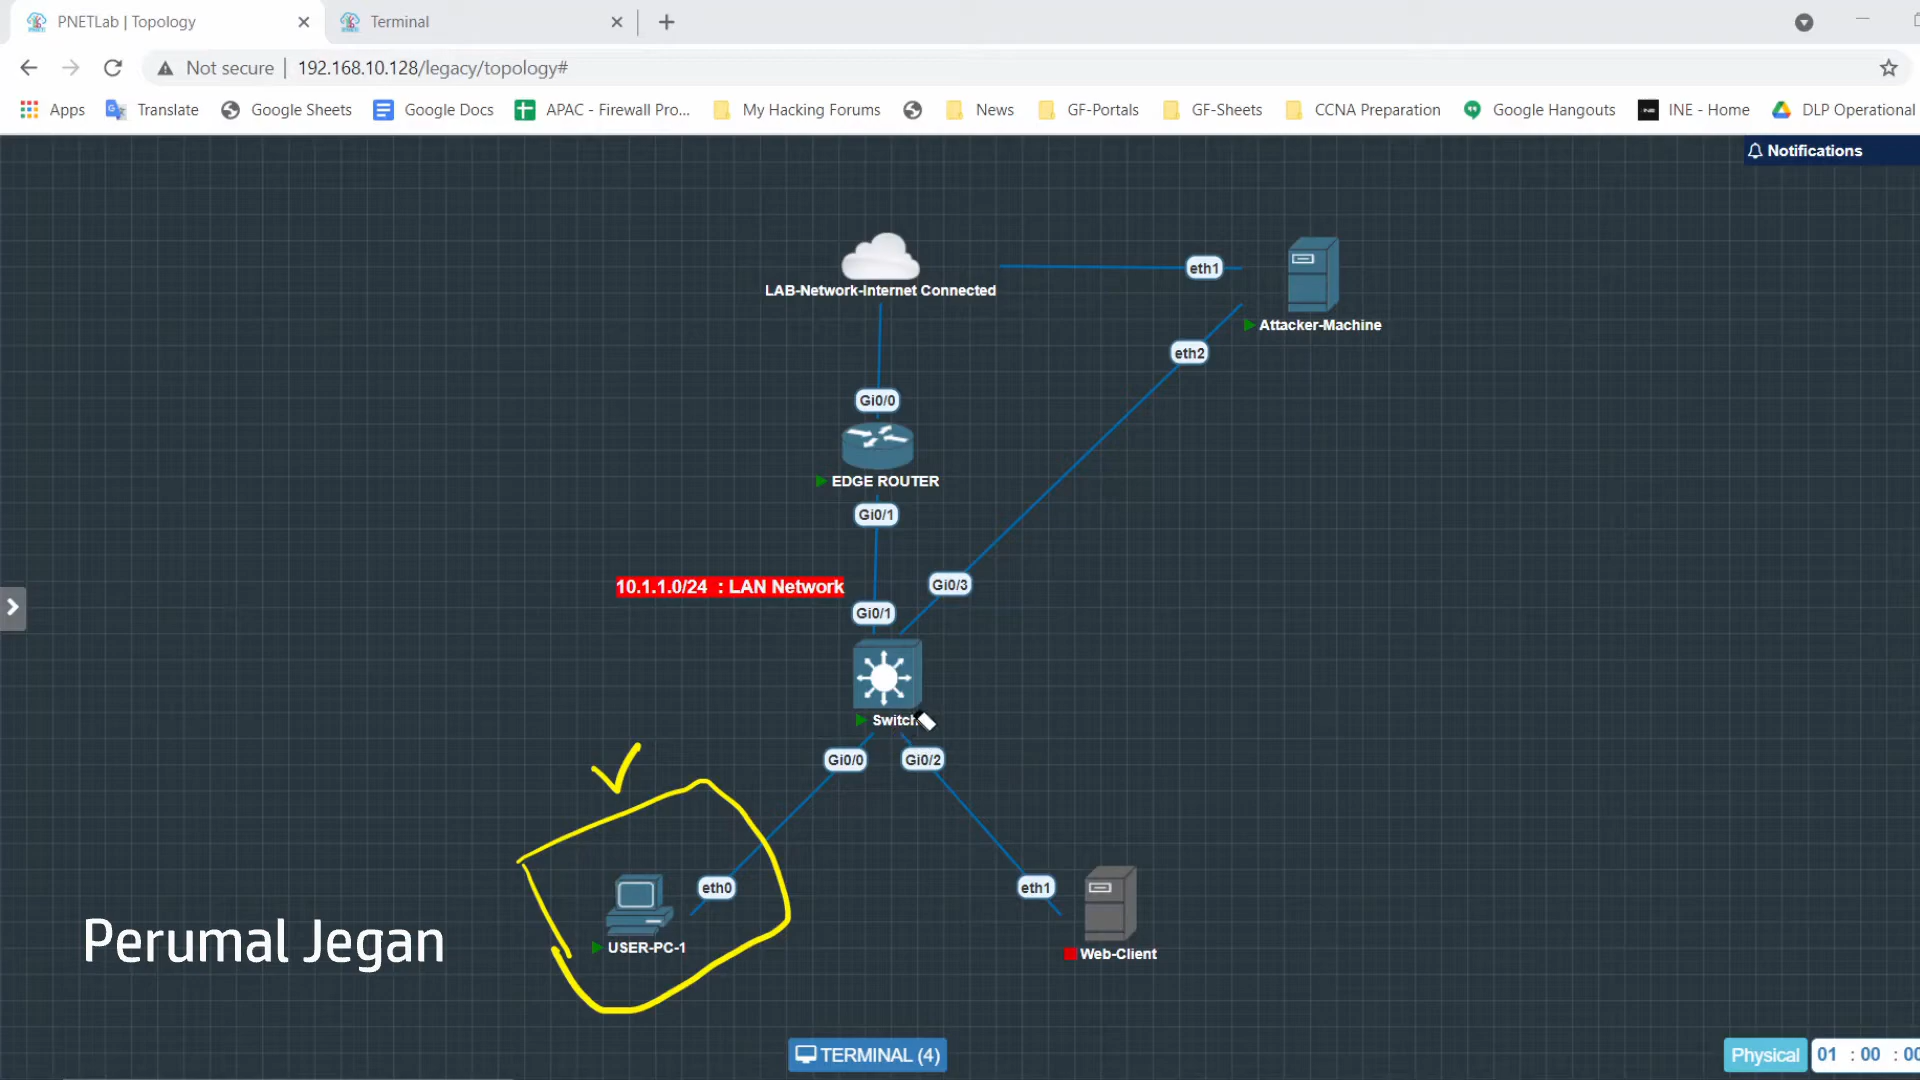 PNETLab | Topology
Terminal
Not secure
192.168.10.128/legacy/topology#
Apps
Translate
Google Sheets
Google Docs
APAC - Firewall Pro...
My Hacking Forums
News
GF-Portals
GF-Sheets
CCNA Preparation
Google Hangouts
INE - Home
DLP Operational
Notifications
LAB-Network-Internet Connected
eth1
Attacker-Machine
eth2
Gi0/0
EDGE ROUTER
Gi0/1
10.1.1.0/24 : LAN Network
Gi0/3
Gi0/1
Switch
Gi0/0
Gi0/2
eth0
eth1
USER-PC-1
Web-Client
Perumal Jegan
TERMINAL (4)
Physical
01 : 00 : 00